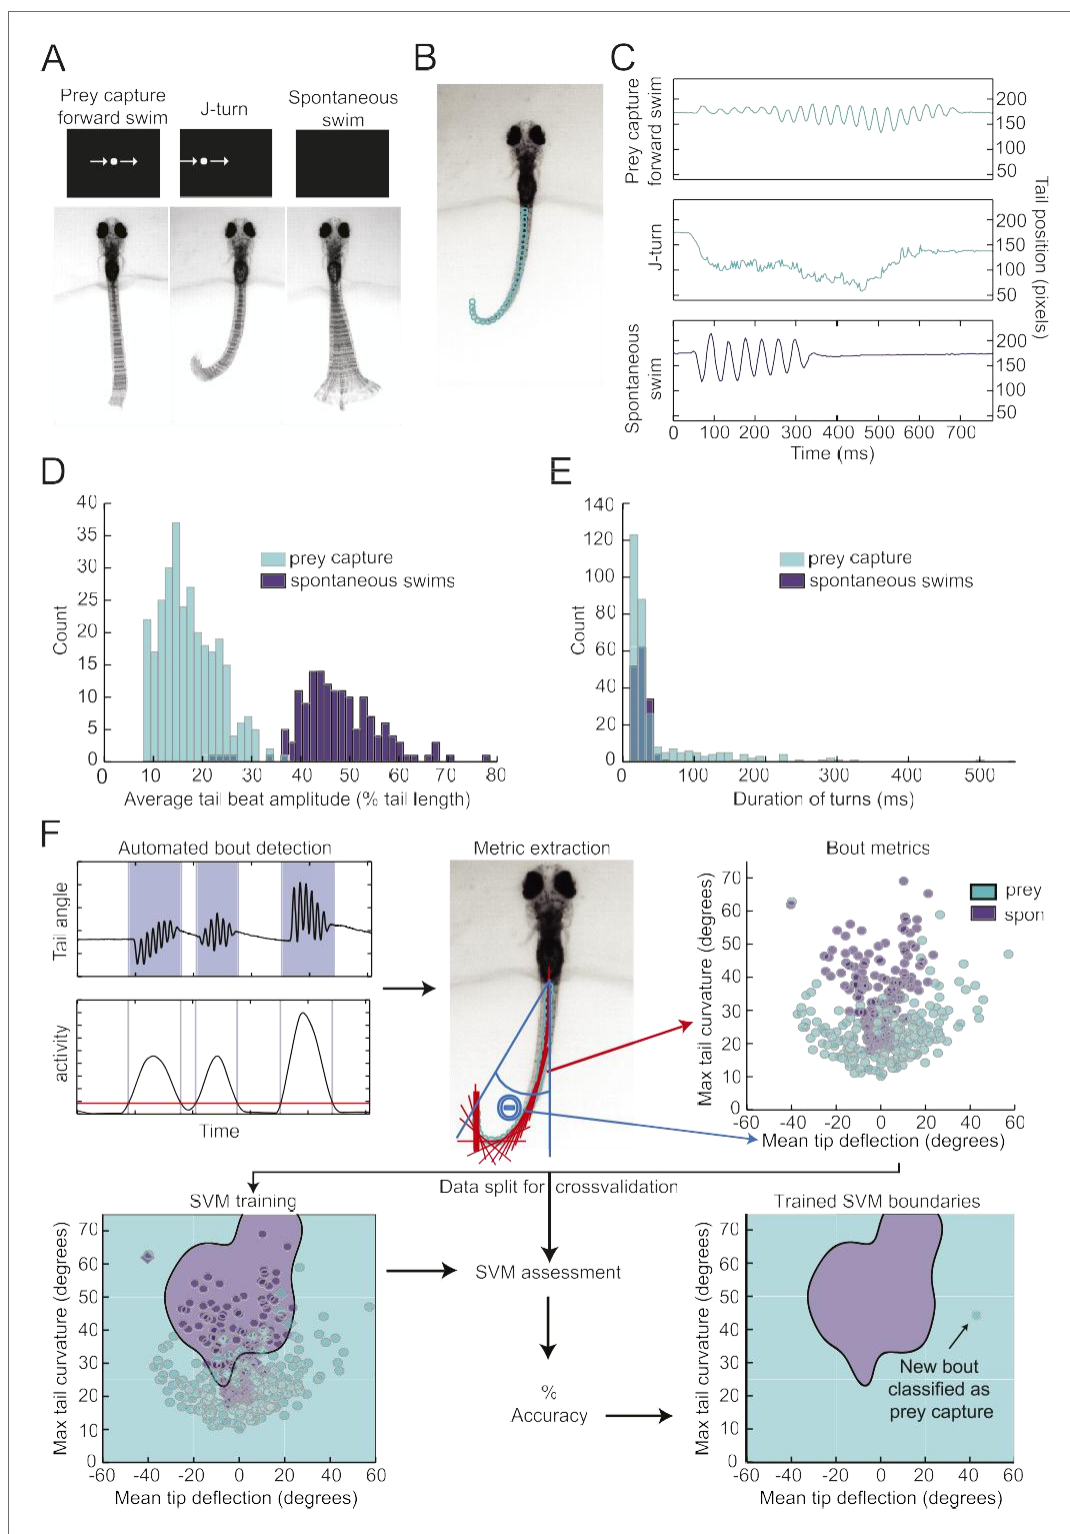 A
Prey capture
forward swim
J-turn
Spontaneous
swim
B
C
Prey capture
forward swim
200
150
100
50
J-turn
200
150
100
50
Tail position (pixels)
Spontaneous
swim
200
150
100
50
0 100 200 300 400 500 600 700
Time (ms)
D
Count
40
35
30
25
20
15
10
5
0
prey capture
spontaneous swims
0 10 20 30 40 50 60 70 80
Average tail beat amplitude (% tail length)
E
Count
140
120
100
80
60
40
20
0
prey capture
spontaneous swims
0 100 200 300 400 500
Duration of turns (ms)
F
Automated bout detection
Tail angle
activity
Time
Metric extraction
Bout metrics
Max tail curvature (degrees)
70
60
50
40
30
20
10
0
prey
spon
-60 -40 -20 0 20 40 60
Mean tip deflection (degrees)
Data split for crossvalidation
SVM training
Max tail curvature (degrees)
70
60
50
40
30
20
10
0
-60 -40 -20 0 20 40 60
Mean tip deflection (degrees)
SVM assessment
%
Accuracy
Trained SVM boundaries
Max tail curvature (degrees)
70
60
50
40
30
20
10
0
New bout
classified as
prey capture
-60 -40 -20 0 20 40 60
Mean tip deflection (degrees)